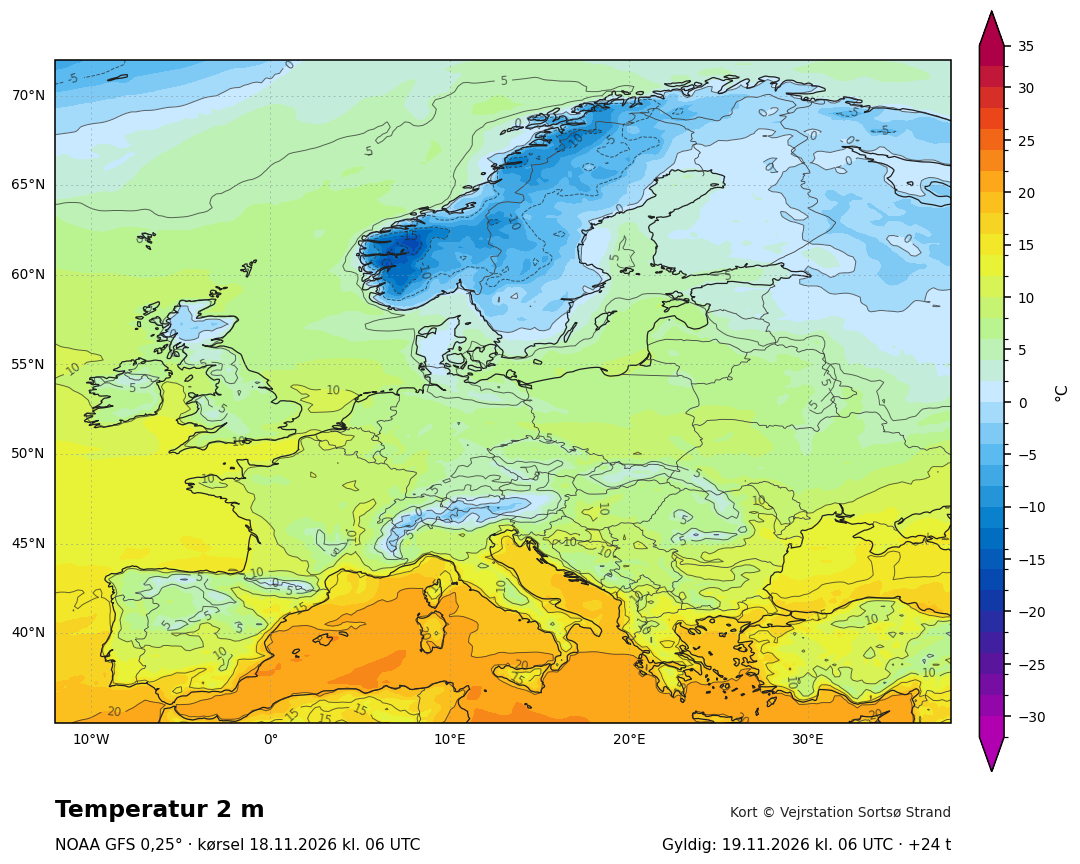 70°N
65°N
60°N
55°N
50°N
45°N
40°N
10°W
0°
10°E
20°E
30°E
35
30
25
20
15
10
5
0
−5
−10
−15
−20
−25
−30
°C
Temperatur 2 m
Kort © Vejrstation Sortsø Strand
NOAA GFS 0,25° · kørsel 18.11.2026 kl. 06 UTC
Gyldig: 19.11.2026 kl. 06 UTC · +24 t